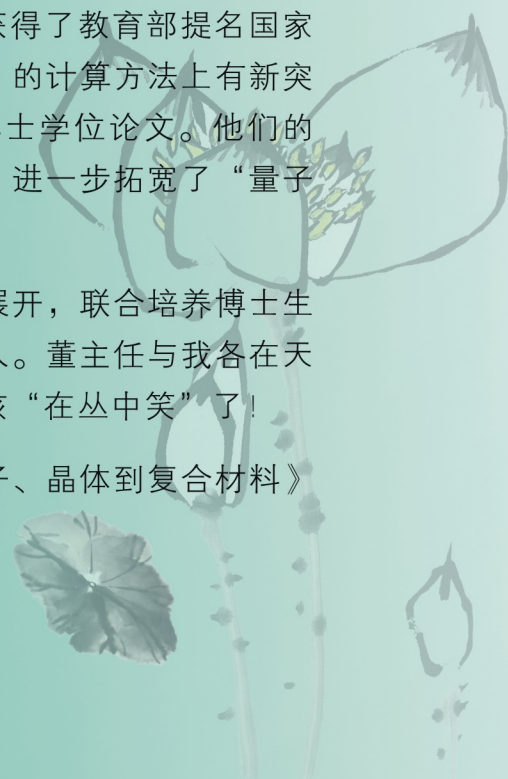 获得了教育部提名国家
的计算方法上有新突
士学位论文。他们的
进一步拓宽了“量子
展开，联合培养博士生
人。董主任与我各在天
该“在丛中笑”了！
子、晶体到复合材料》